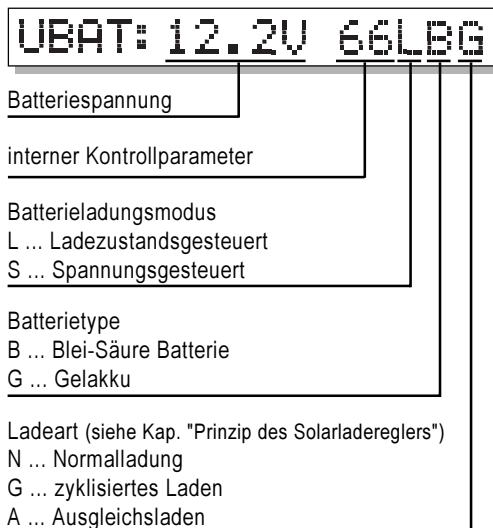 UBAT: 12.2V 66LBG
Batteriespannung
interner Kontrollparameter
Batterieladungsmodus
L ... Ladezustandsgesteuert
S ... Spannungsgesteuert
Batterietype
B ... Blei-Säure Batterie
G ... Gelakku
Ladeart (siehe Kap. "Prinzip des Solarladereglers")
N ... Normalladung
G ... zyklisiertes Laden
A ... Ausgleichsladen